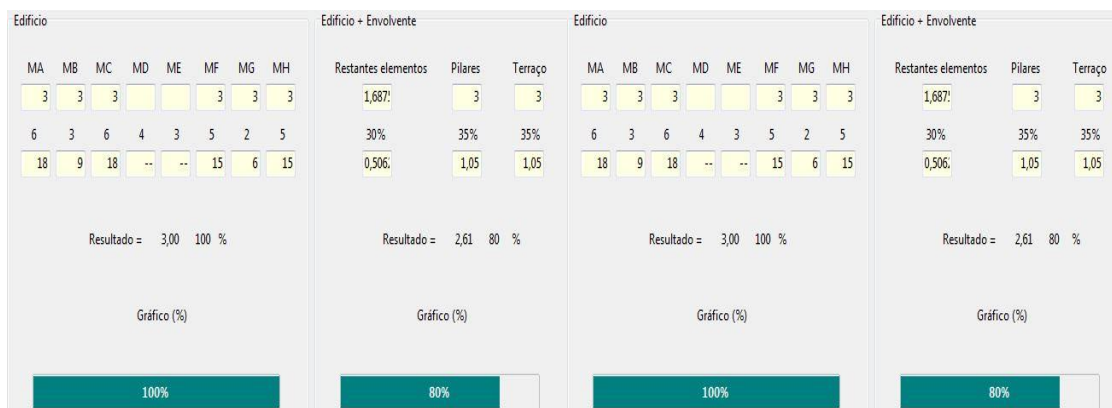 Edifício Edifício + Envolvente Edifício Edifício + Envolvente
MA MB MC MD ME MF MG MH Restantes elementos Pilares Terraço MA MB MC MD ME MF MG MH Restantes elementos Pilares Terraço
3 3 3 3 3 3 1,687 3 3 3 3 3 3 3 3 1,687 3 3
6 3 6 4 3 5 2 5 30% 35% 35% 6 3 6 4 3 5 2 5 30% 35% 35%
18 9 18 -- -- 15 6 15 0,506 1,05 1,05 18 9 18 -- -- 15 6 15 0,506 1,05 1,05
Resultado = 3,00 100 % Resultado = 2,61 80 % Resultado = 3,00 100 % Resultado = 2,61 80 %
Gráfico (%) Gráfico (%) Gráfico (%) Gráfico (%)
100% 80% 100% 80%